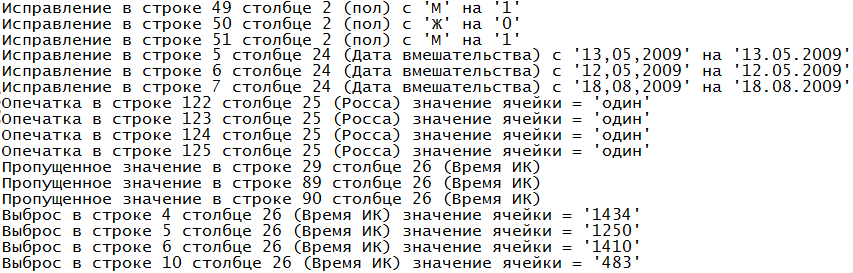 Исправление в строке 49 столбце 2 (пол) с 'М' на '1'
Исправление в строке 50 столбце 2 (пол) с 'Ж' на '0'
Исправление в строке 51 столбце 2 (пол) с 'М' на '1'
Исправление в строке 5 столбце 24 (Дата вмешательства) с '13,05,2009' на '13.05.2009'
Исправление в строке 6 столбце 24 (Дата вмешательства) с '12,05,2009' на '12.05.2009'
Исправление в строке 7 столбце 24 (Дата вмешательства) с '18,08,2009' на '18.08.2009'
Опечатка в строке 122 столбце 25 (Росса) значение ячейки = 'один'
Опечатка в строке 123 столбце 25 (Росса) значение ячейки = 'один'
Опечатка в строке 124 столбце 25 (Росса) значение ячейки = 'один'
Опечатка в строке 125 столбце 25 (Росса) значение ячейки = 'один'
Пропущенное значение в строке 29 столбце 26 (Время ИК)
Пропущенное значение в строке 89 столбце 26 (Время ИК)
Пропущенное значение в строке 90 столбце 26 (Время ИК)
Выброс в строке 4 столбце 26 (Время ИК) значение ячейки = '1434'
Выброс в строке 5 столбце 26 (Время ИК) значение ячейки = '1250'
Выброс в строке 6 столбце 26 (Время ИК) значение ячейки = '1410'
Выброс в строке 10 столбце 26 (Время ИК) значение ячейки = '483'